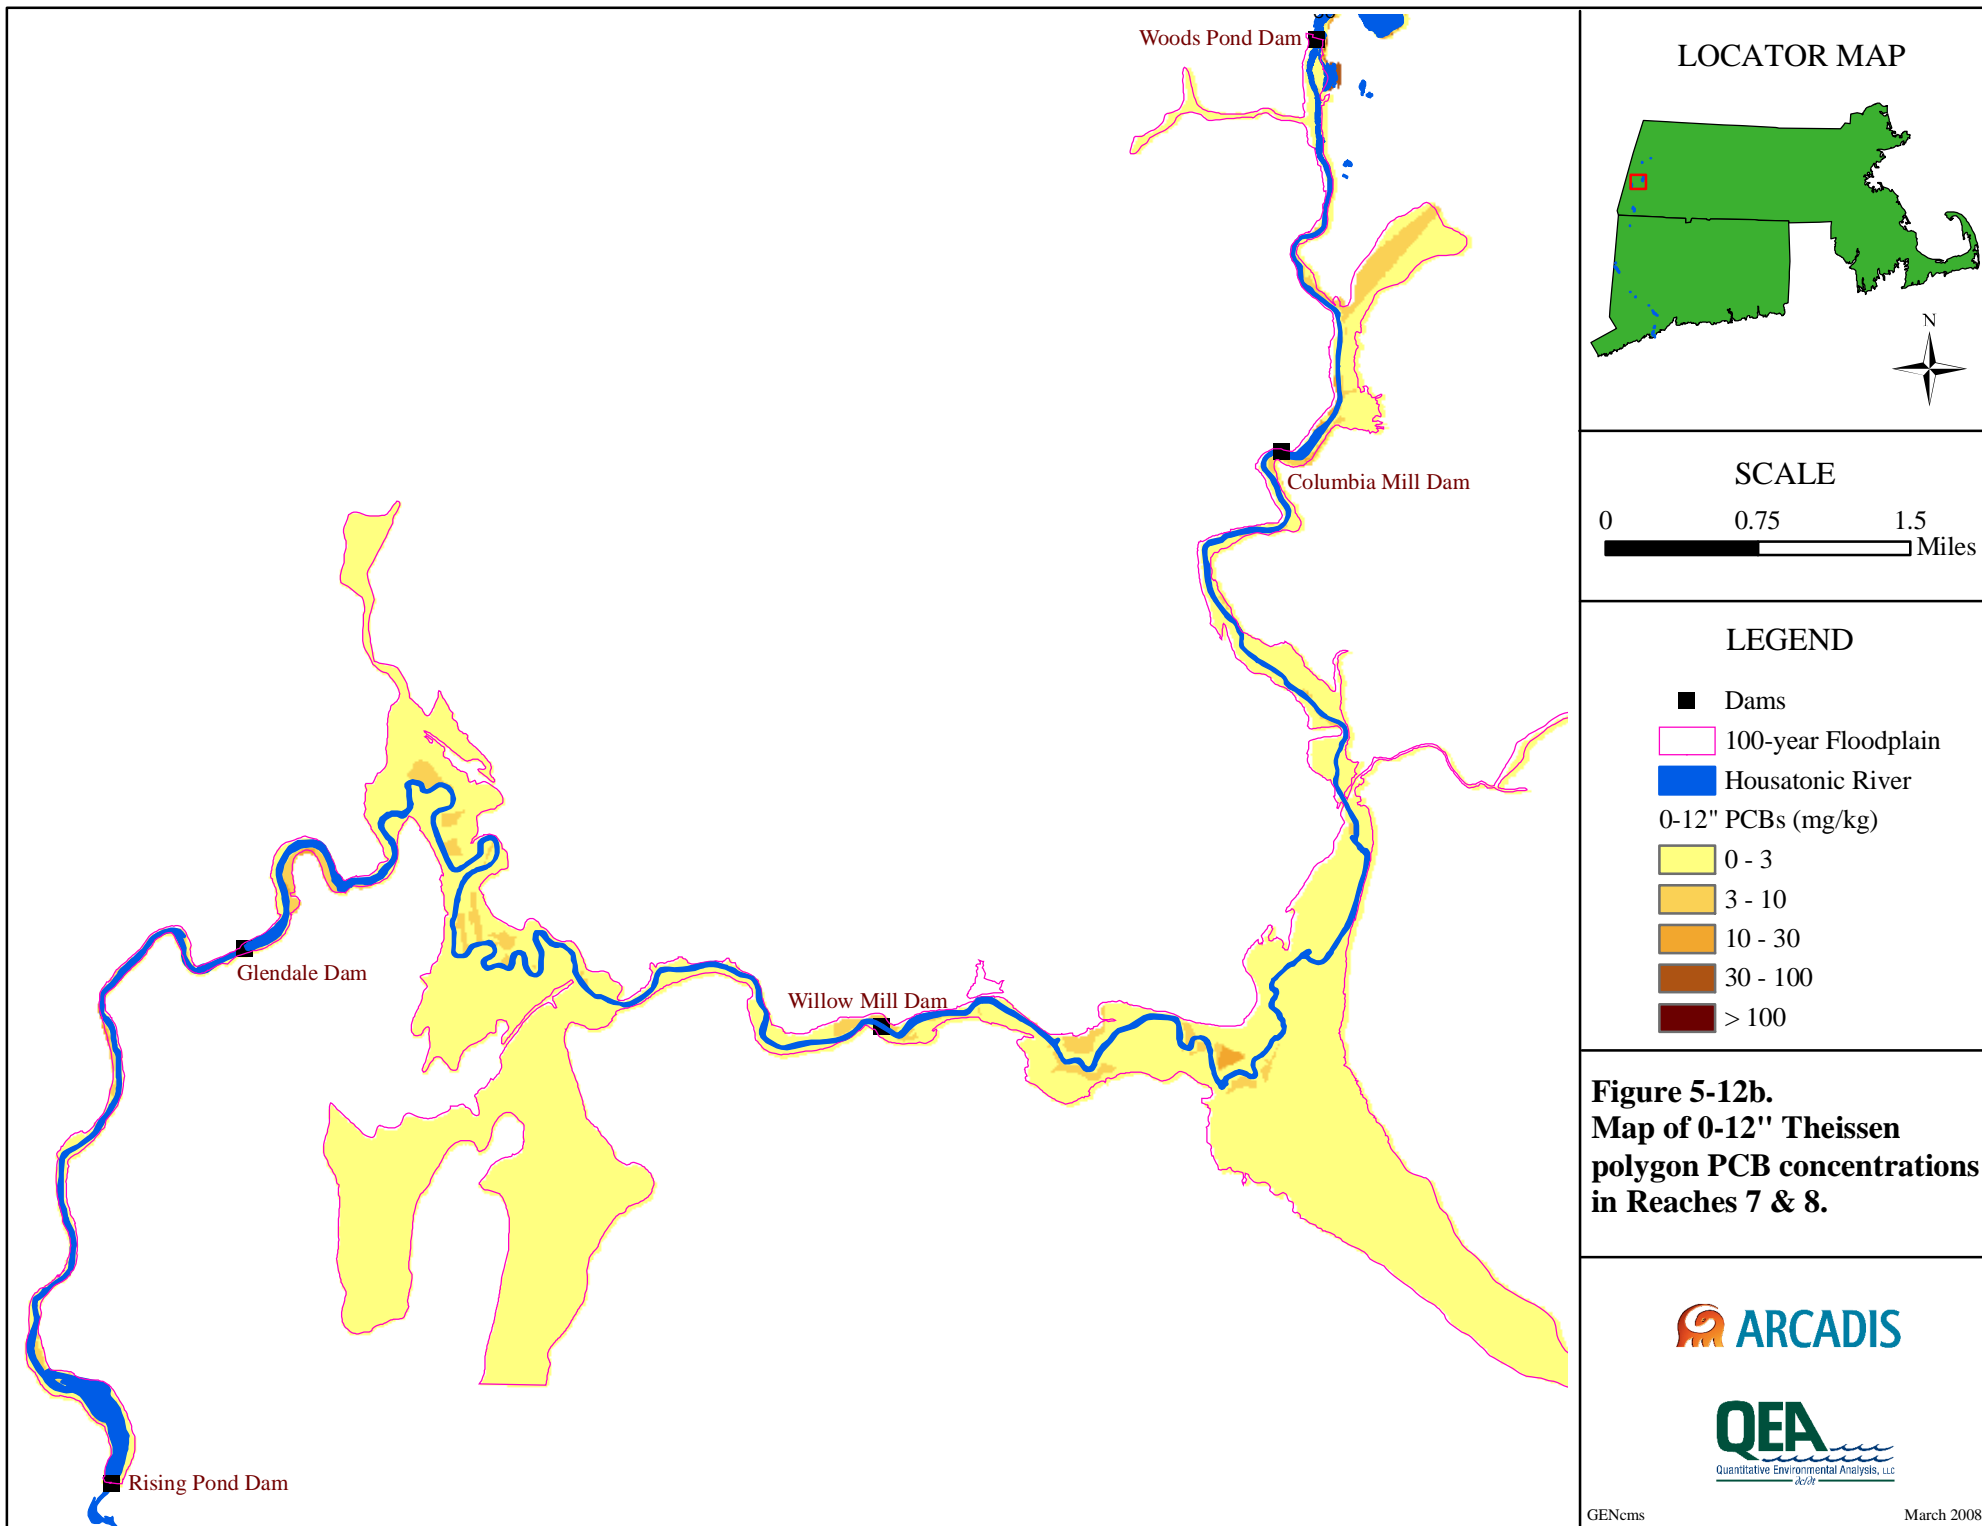 Woods Pond Dam
Columbia Mill Dam
Glendale Dam
Willow Mill Dam
Rising Pond Dam
LOCATOR MAP
N
SCALE
0 0.75 1.5
Miles
LEGEND
Dams
100-year Floodplain
Housatonic River
0-12" PCBs (mg/kg)
0 - 3
3 - 10
10 - 30
30 - 100
> 100
Figure 5-12b.
Map of 0-12" Theissen
polygon PCB concentrations
in Reaches 7 & 8.
ARCADIS
QEA
Quantitative Environmental Analysis, LLC
∂c/∂t
GENcms March 2008